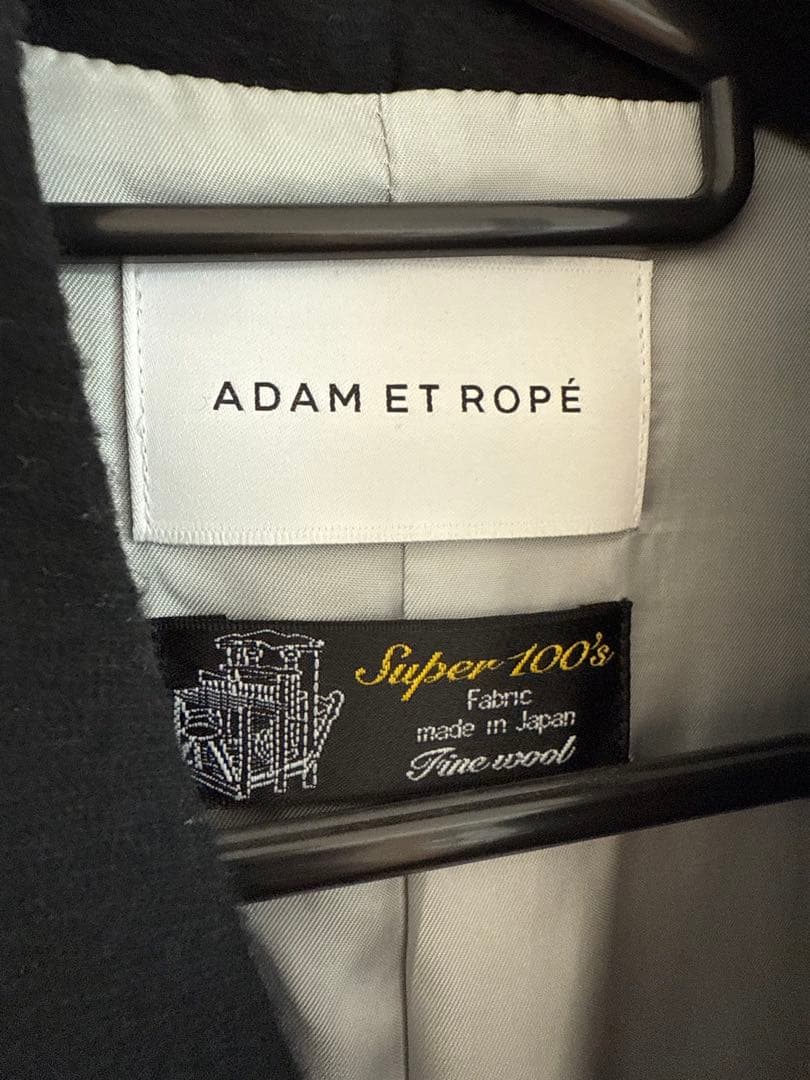 ADAM ET ROPÉ
Super 100's
Fabric
made in Japan
Fine wool